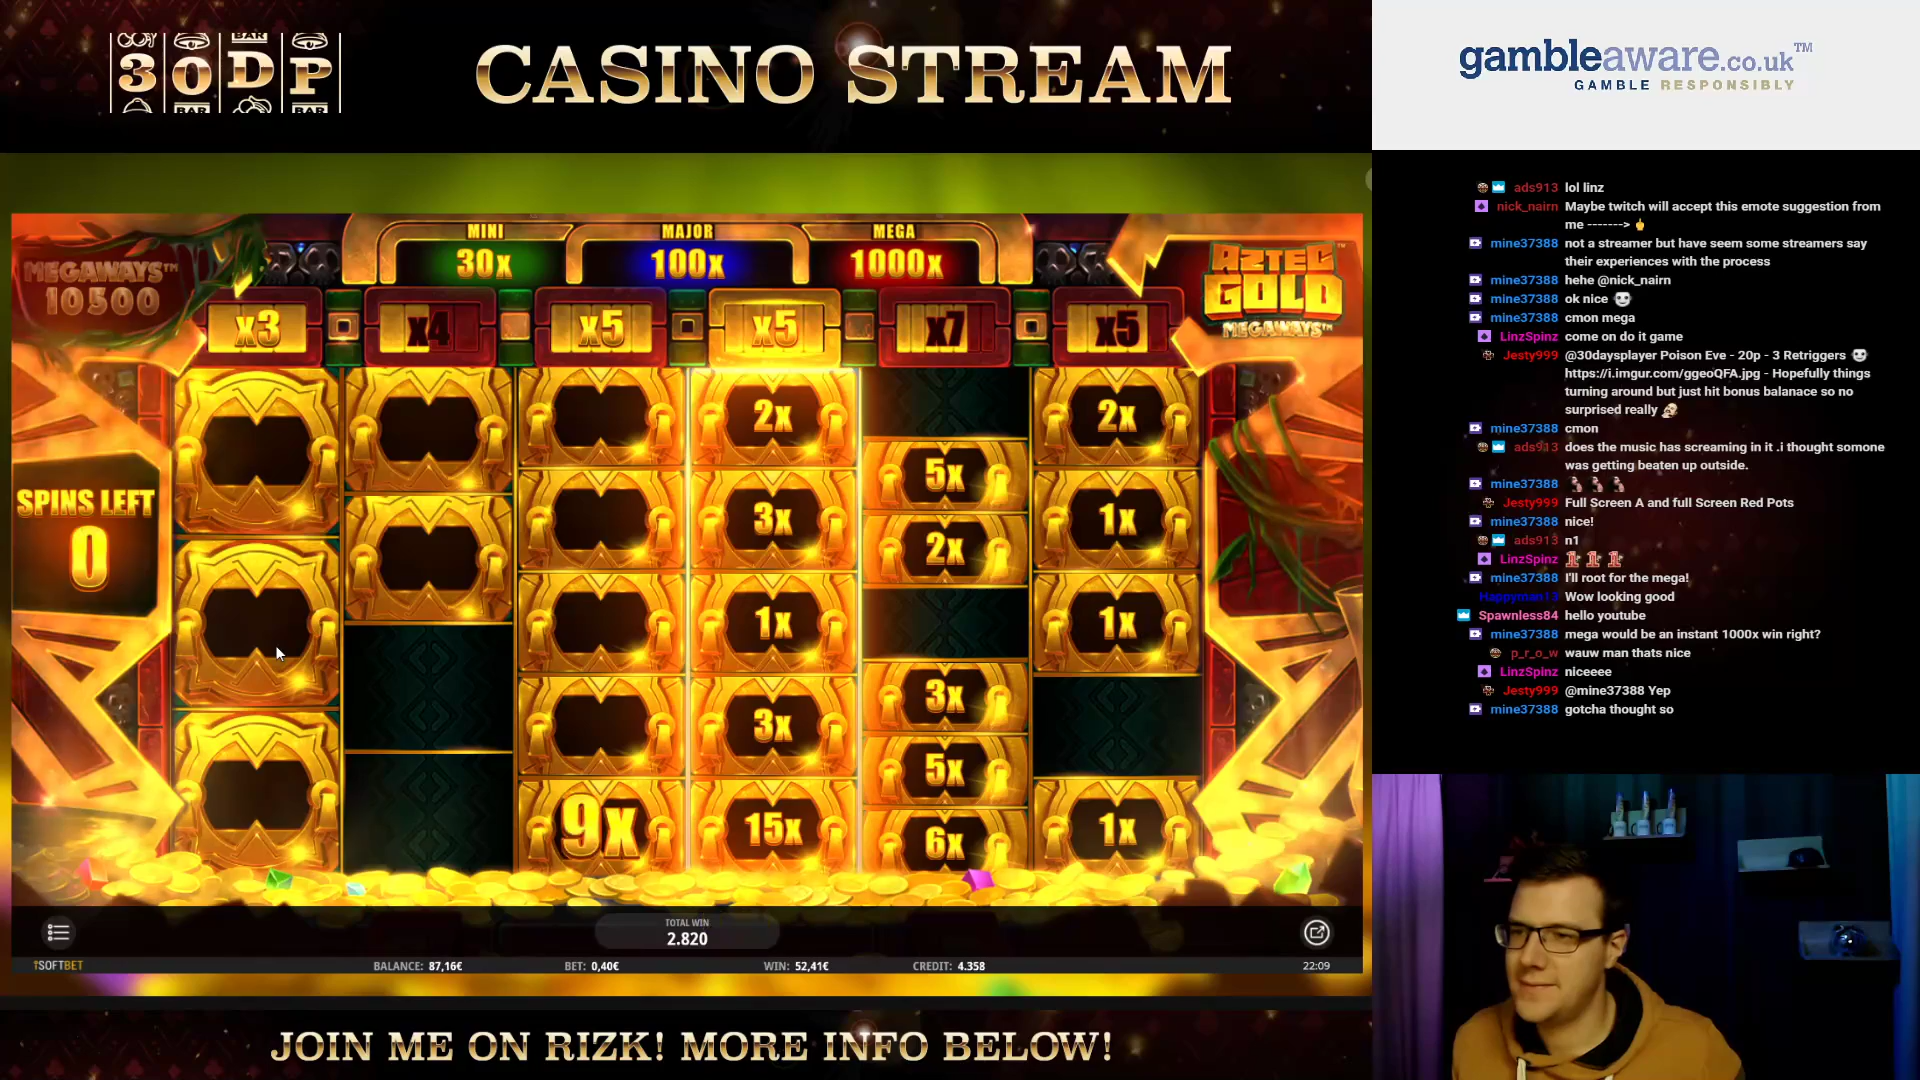 BAR
30DP
BAR BAR
CASINO STREAM
gambleaware.co.uk™
GAMBLE RESPONSIBLY
MEGAWAYS™
10500
MINI
30x
MAJOR
100x
MEGA
1000x
AZTEC
GOLD
MEGAWAYS™
x3 x4 x5 x5 x7 x5
SPINS LEFT
0
2x 2x
5x
3x 1x
2x
1x 1x
3x
3x
5x
9x 15x 6x 1x
TOTAL WIN
2.820
iSOFTBET
BALANCE: 87,16€
BET: 0,40€
WIN: 52,41€
CREDIT: 4.358
22:09
JOIN ME ON RIZK! MORE INFO BELOW!
ads913 lol linz
nick_nairn Maybe twitch will accept this emote suggestion from
me ------->
mine37388 not a streamer but have seem some streamers say
their experiences with the process
mine37388 hehe @nick_nairn
mine37388 ok nice
mine37388 cmon mega
LinzSpinz come on do it game
Jesty999 @30daysplayer Poison Eve - 20p - 3 Retriggers
https://i.imgur.com/ggeoQFA.jpg - Hopefully things
turning around but just hit bonus balanace so no
surprised really
mine37388 cmon
ads913 does the music has screaming in it .i thought somone
was getting beaten up outside.
mine37388
Jesty999 Full Screen A and full Screen Red Pots
mine37388 nice!
ads913 n1
LinzSpinz
mine37388 I'll root for the mega!
Happyman13 Wow looking good
Spawnless84 hello youtube
mine37388 mega would be an instant 1000x win right?
p_r_o_w wauw man thats nice
LinzSpinz niceeee
Jesty999 @mine37388 Yep
mine37388 gotcha thought so